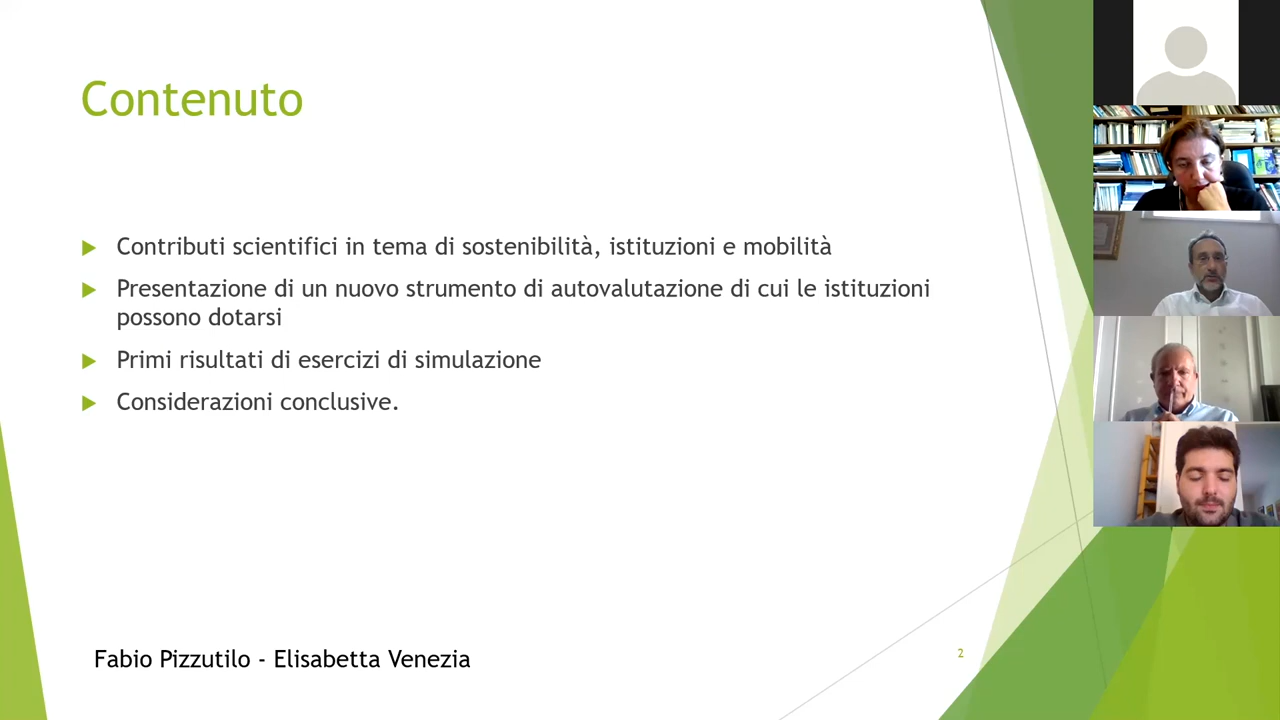 Contenuto
Contributi scientifici in tema di sostenibilità, istituzioni e mobilità
Presentazione di un nuovo strumento di autovalutazione di cui le istituzioni
possono dotarsi
Primi risultati di esercizi di simulazione
Considerazioni conclusive.
Fabio Pizzutilo - Elisabetta Venezia
2